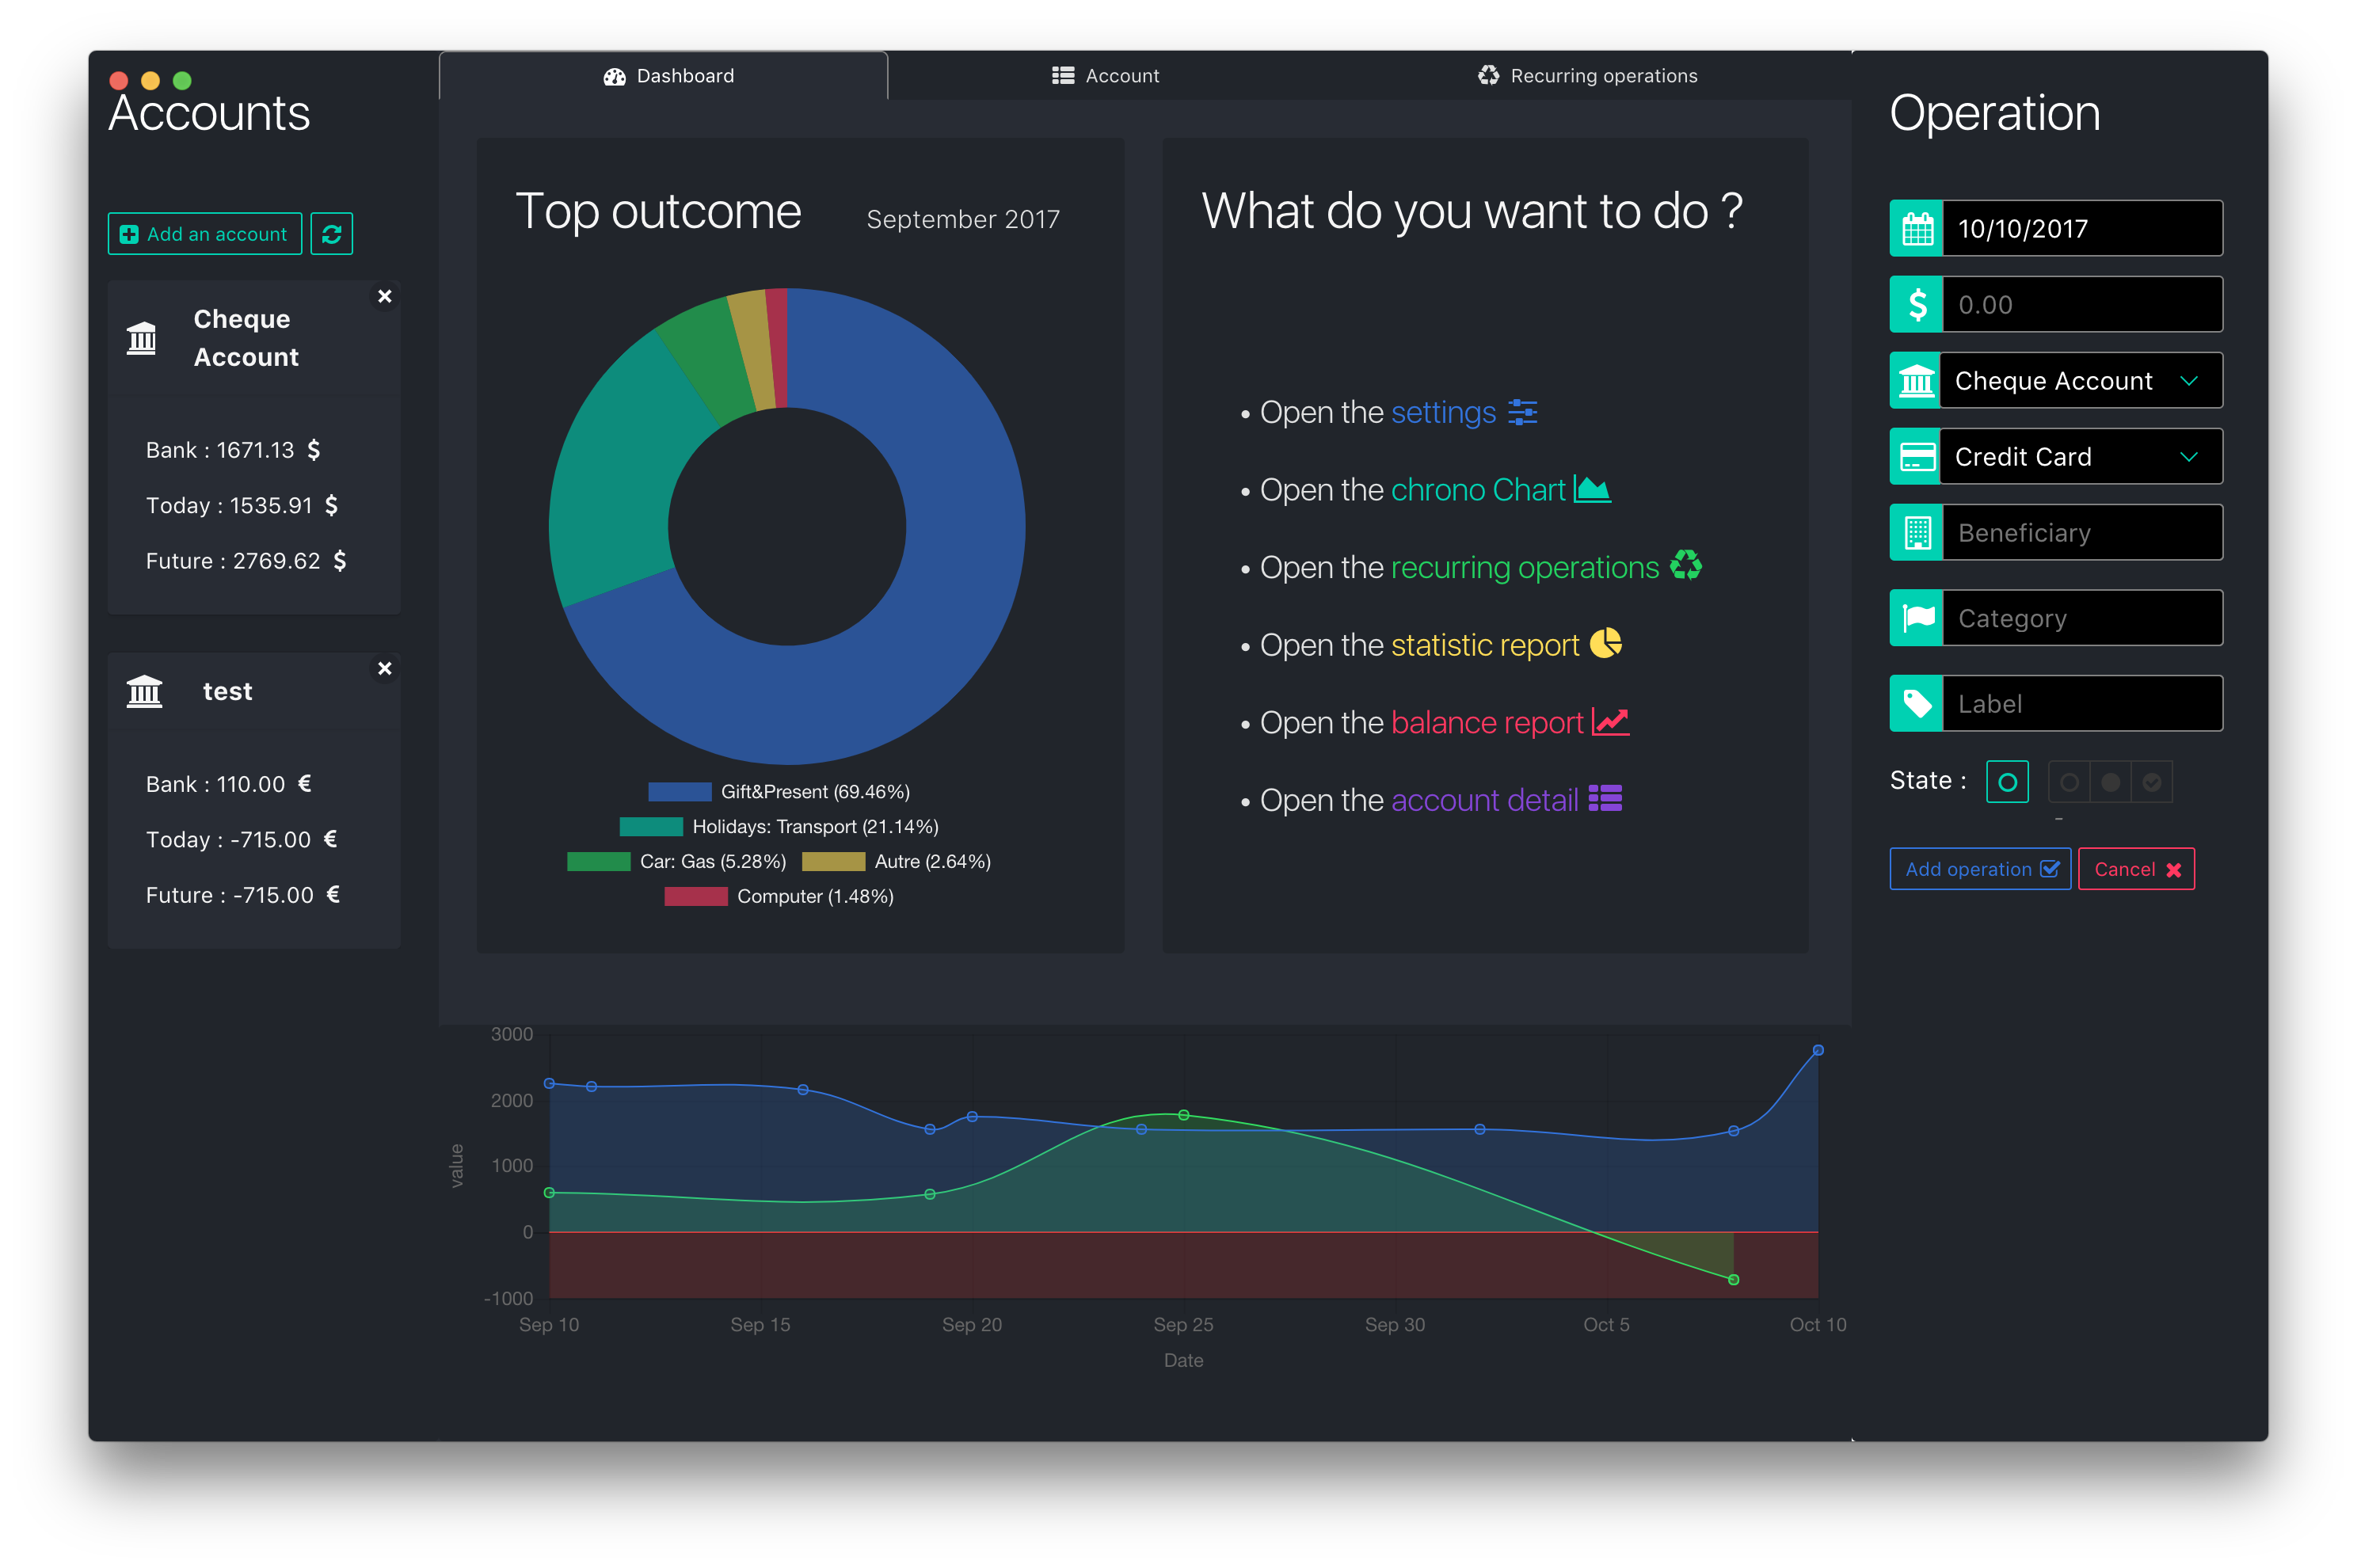 Accounts
Add an account
Cheque
Account
Bank : 1671.13 $
Today : 1535.91 $
Future : 2769.62 $
test
Bank : 110.00 €
Today : -715.00 €
Future : -715.00 €
Dashboard
Account
Recurring operations
Top outcome
September 2017
Gift&Present (69.46%)
Holidays: Transport (21.14%)
Car: Gas (5.28%)
Autre (2.64%)
Computer (1.48%)
What do you want to do ?
• Open the settings
• Open the chrono Chart
• Open the recurring operations
• Open the statistic report
• Open the balance report
• Open the account detail
3000
2000
1000
0
-1000
value
Sep 10
Sep 15
Sep 20
Sep 25
Sep 30
Oct 5
Oct 10
Date
Operation
10/10/2017
$ 0.00
Cheque Account
Credit Card
Beneficiary
Category
Label
State :
-
Add operation
Cancel